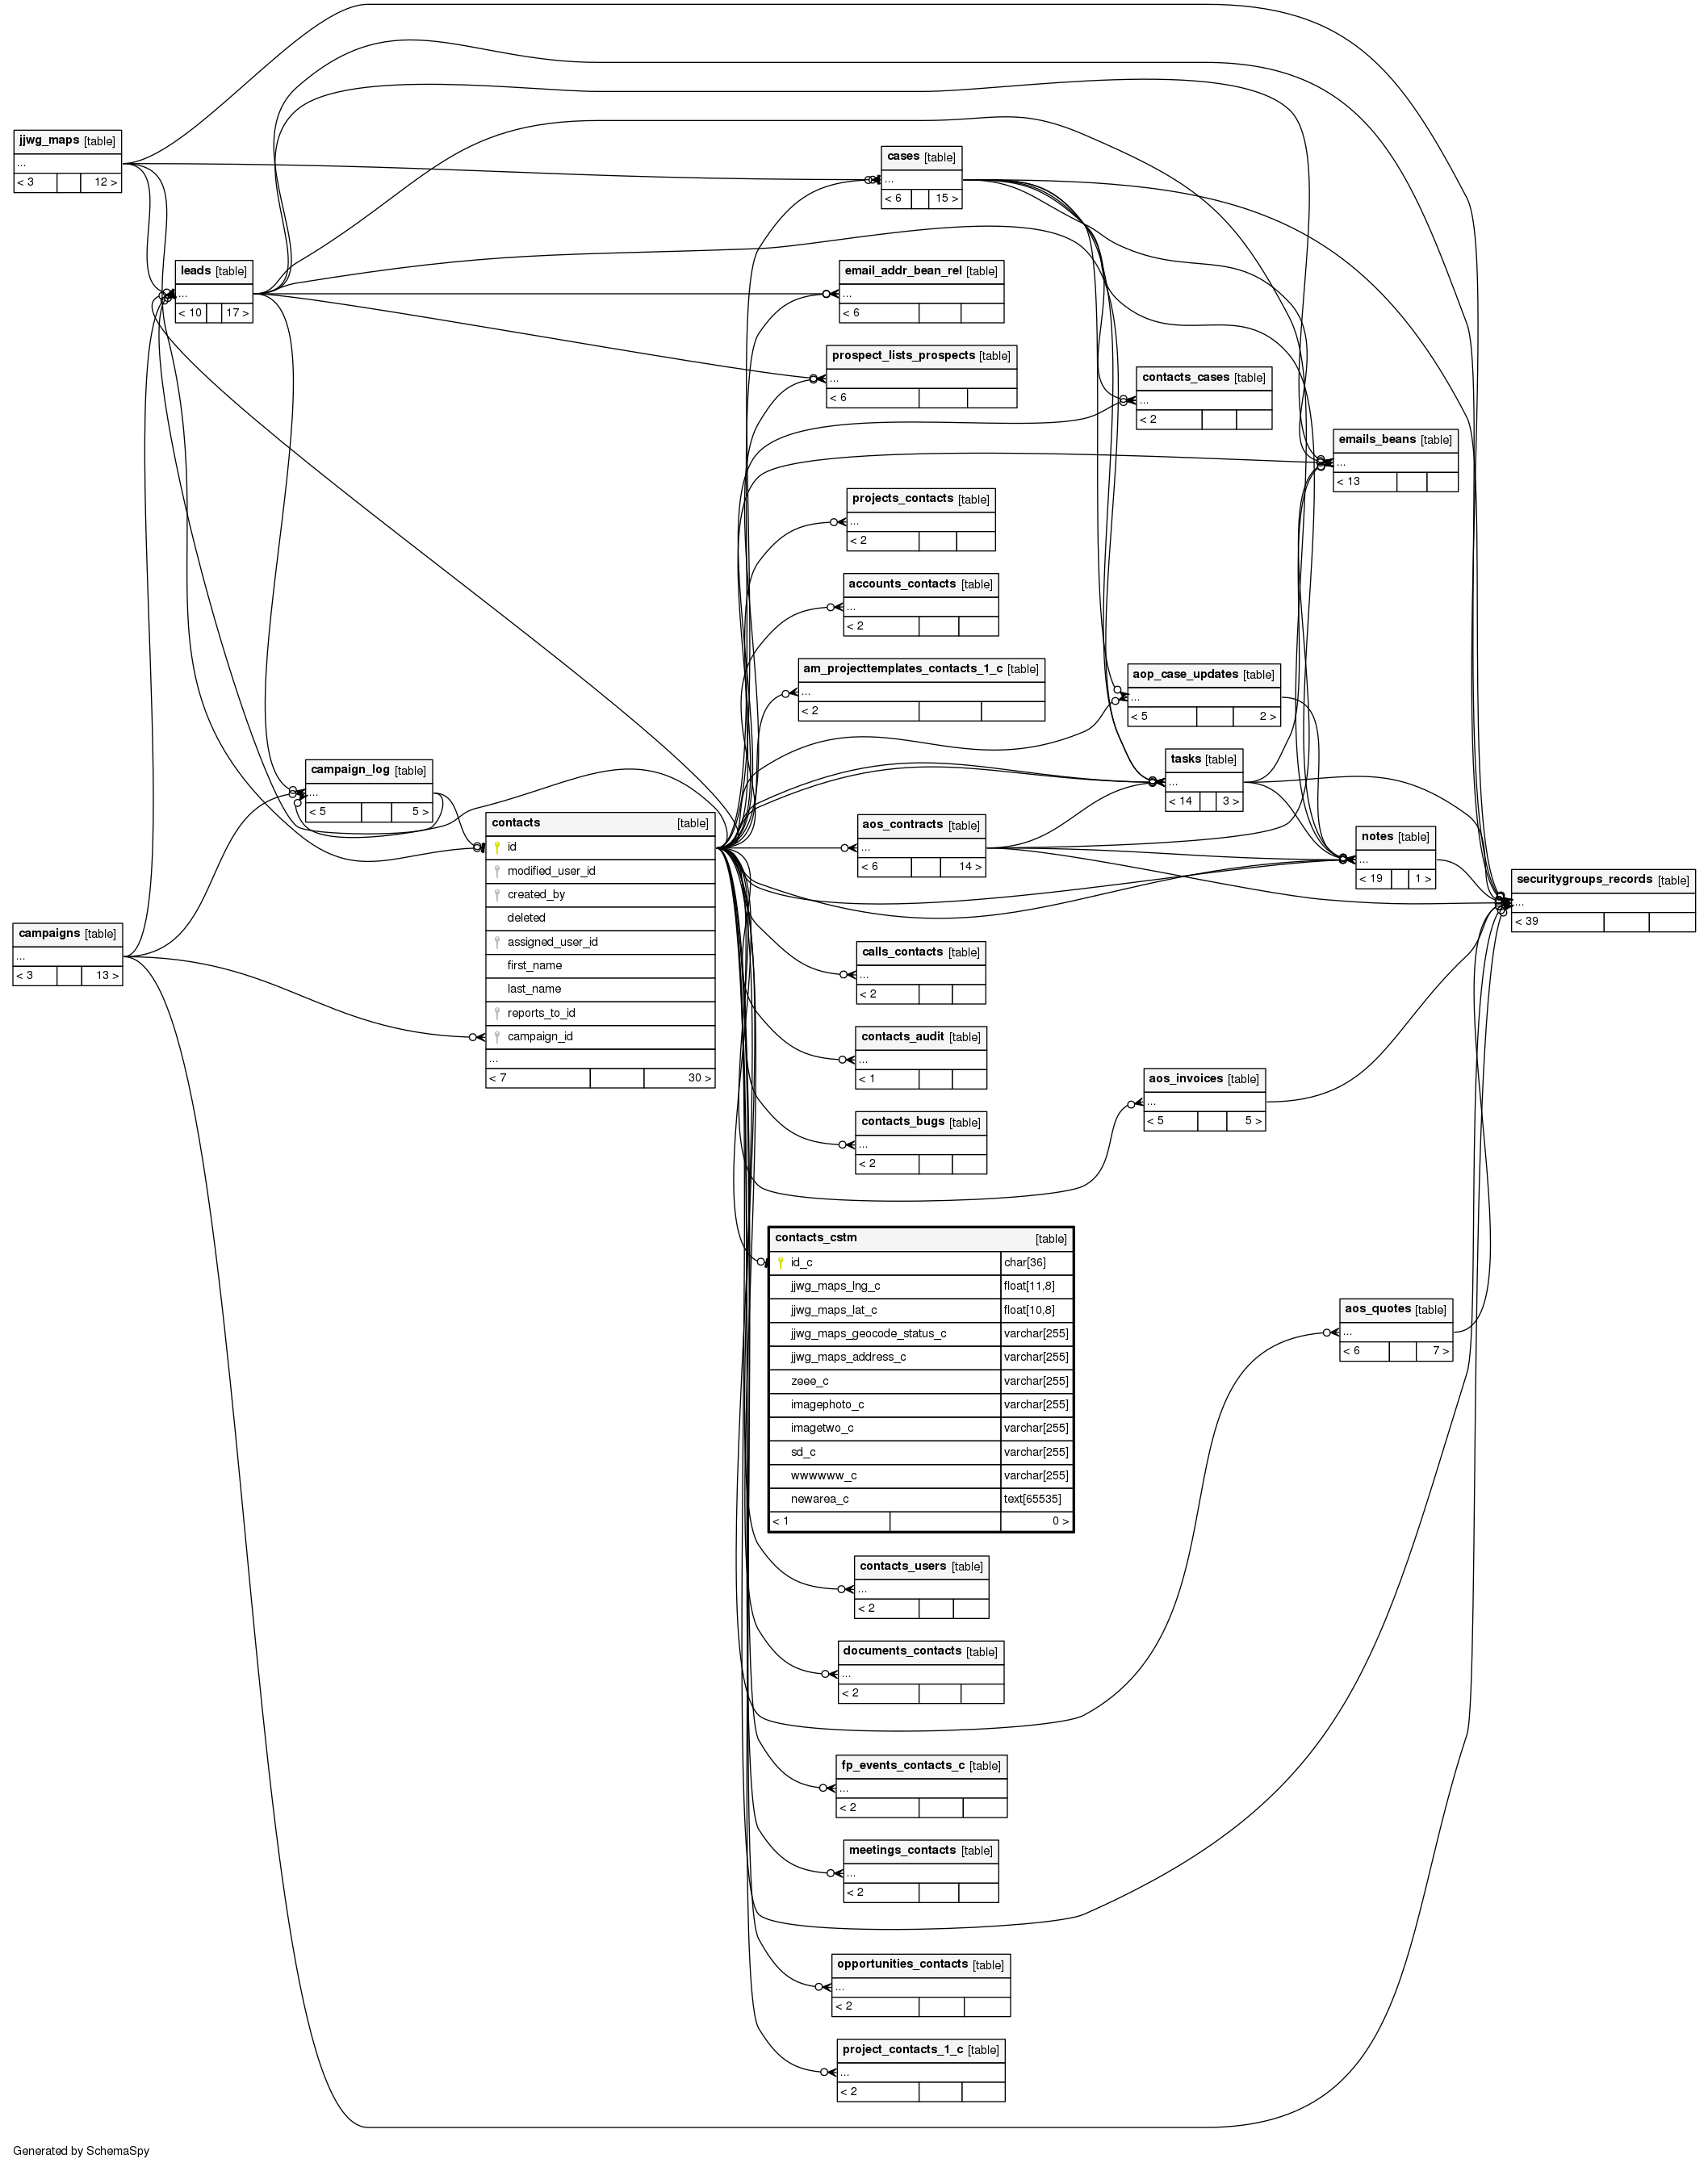 jjwg_maps [table]
...
< 3 12 >
cases [table]
...
< 6 15 >
leads [table]
...
< 10 17 >
email_addr_bean_rel [table]
...
< 6
prospect_lists_prospects [table]
...
< 6
contacts_cases [table]
...
< 2
emails_beans [table]
...
< 13
projects_contacts [table]
...
< 2
accounts_contacts [table]
...
< 2
am_projecttemplates_contacts_1_c [table]
...
< 2
aop_case_updates [table]
...
< 5 2 >
tasks [table]
...
< 14 3 >
campaign_log [table]
...
< 5 5 >
contacts [table]
id
modified_user_id
created_by
deleted
assigned_user_id
first_name
last_name
reports_to_id
campaign_id
...
< 7 30 >
aos_contracts [table]
...
< 6 14 >
notes [table]
...
< 19 1 >
securitygroups_records [table]
...
< 39
campaigns [table]
...
< 3 13 >
calls_contacts [table]
...
< 2
contacts_audit [table]
...
< 1
aos_invoices [table]
...
< 5 5 >
contacts_bugs [table]
...
< 2
contacts_cstm [table]
id_c char[36]
jjwg_maps_lng_c float[11,8]
jjwg_maps_lat_c float[10,8]
jjwg_maps_geocode_status_c varchar[255]
jjwg_maps_address_c varchar[255]
zeee_c varchar[255]
imagephoto_c varchar[255]
imagetwo_c varchar[255]
sd_c varchar[255]
wwwwww_c varchar[255]
newarea_c text[65535]
< 1 0 >
aos_quotes [table]
...
< 6 7 >
contacts_users [table]
...
< 2
documents_contacts [table]
...
< 2
fp_events_contacts_c [table]
...
< 2
meetings_contacts [table]
...
< 2
opportunities_contacts [table]
...
< 2
project_contacts_1_c [table]
...
< 2
Generated by SchemaSpy